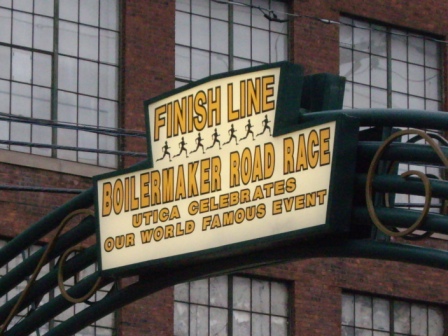 FINISH LINE
BOILERMAKER ROAD RACE
UTICA CELEBRATES
OUR WORLD FAMOUS EVENT